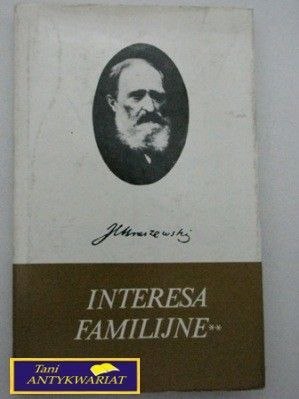 JIKraszewski
INTERESA
FAMILIJNE**
Tani
ANTYKWARIAT